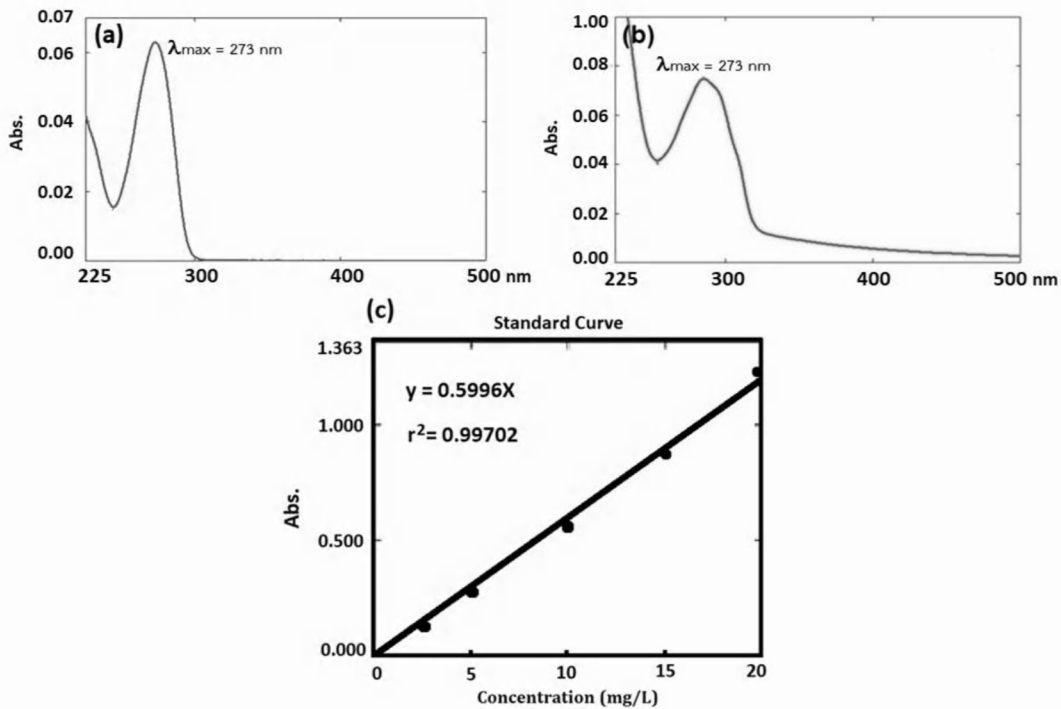 (a)
λmax = 273 nm
0.07
0.06
0.04
0.02
0.00
Abs.
225 300 400 500 nm
(b)
λmax = 273 nm
1.00
0.08
0.06
0.04
0.02
0.00
Abs.
225 300 400 500 nm
(c)
Standard Curve
y = 0.5996X
r²= 0.99702
1.363
1.000
0.500
0.000
Abs.
0 5 10 15 20
Concentration (mg/L)